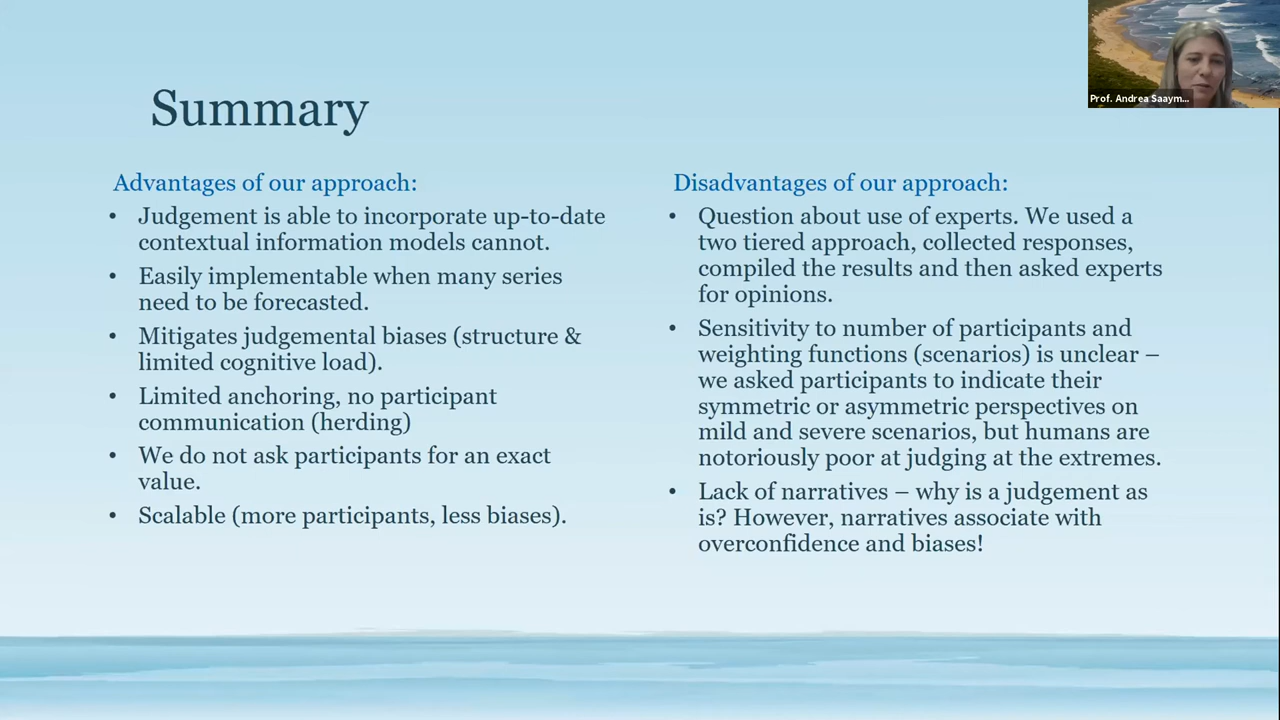 Summary
Advantages of our approach:
• Judgement is able to incorporate up-to-date
contextual information models cannot.
• Easily implementable when many series
need to be forecasted.
• Mitigates judgemental biases (structure &
limited cognitive load).
• Limited anchoring, no participant
communication (herding)
• We do not ask participants for an exact
value.
• Scalable (more participants, less biases).
Disadvantages of our approach:
• Question about use of experts. We used a
two tiered approach, collected responses,
compiled the results and then asked experts
for opinions.
• Sensitivity to number of participants and
weighting functions (scenarios) is unclear –
we asked participants to indicate their
symmetric or asymmetric perspectives on
mild and severe scenarios, but humans are
notoriously poor at judging at the extremes.
• Lack of narratives – why is a judgement as
is? However, narratives associate with
overconfidence and biases!
Prof. Andrea Saaym...